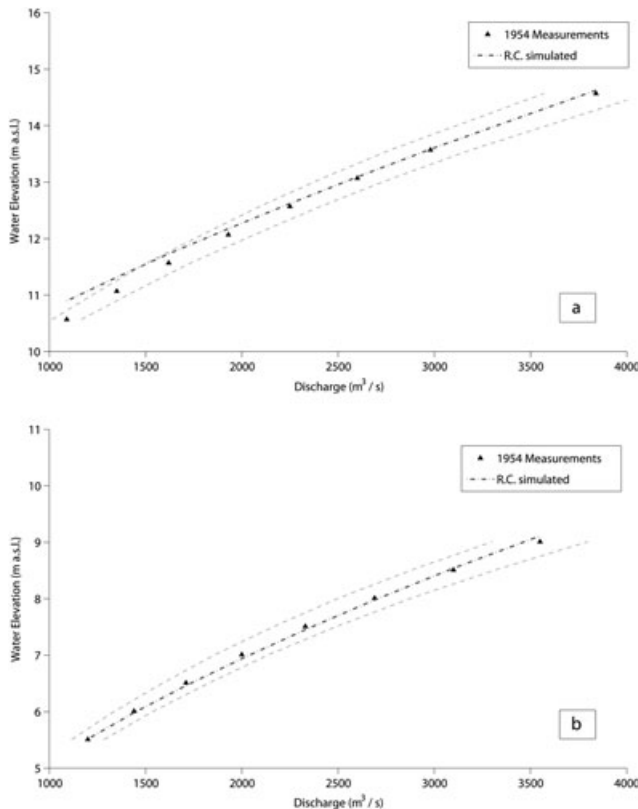 16
15
14
13
12
11
10
Water Elevation (m a.s.l.)
1954 Measurements
R.C. simulated
a
1000 1500 2000 2500 3000 3500 4000
Discharge (m³ / s)
11
10
9
8
7
6
5
Water Elevation (m a.s.l.)
1954 Measurements
R.C. simulated
b
1000 1500 2000 2500 3000 3500 4000
Discharge (m³ / s)